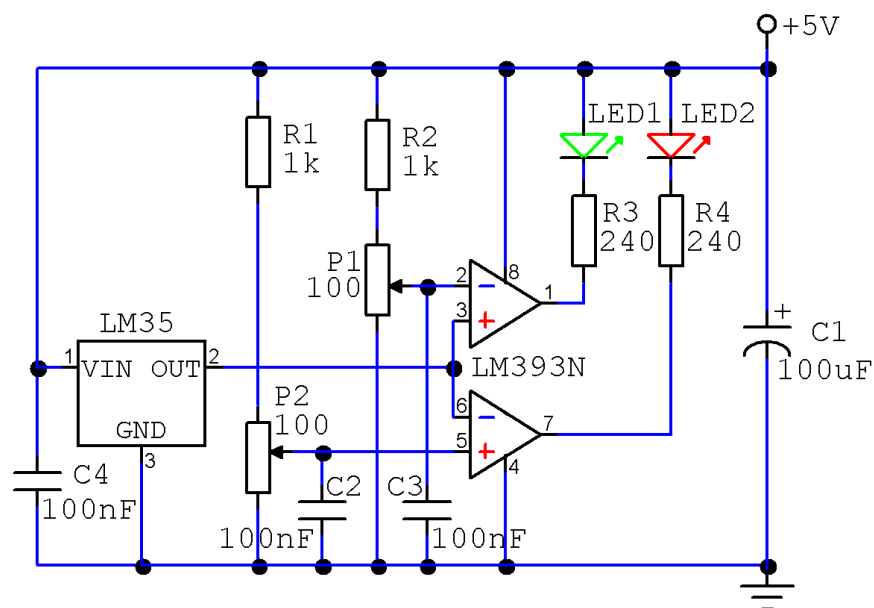 +5V
LED1
LED2
R1
1k
R2
1k
R3
240
R4
240
P1
100
2
8
1
3
+
LM35
1
VIN
OUT
2
GND
3
LM393N
C1
100uF
P2
100
6
5
7
4
C4
100nF
C2
100nF
C3
100nF